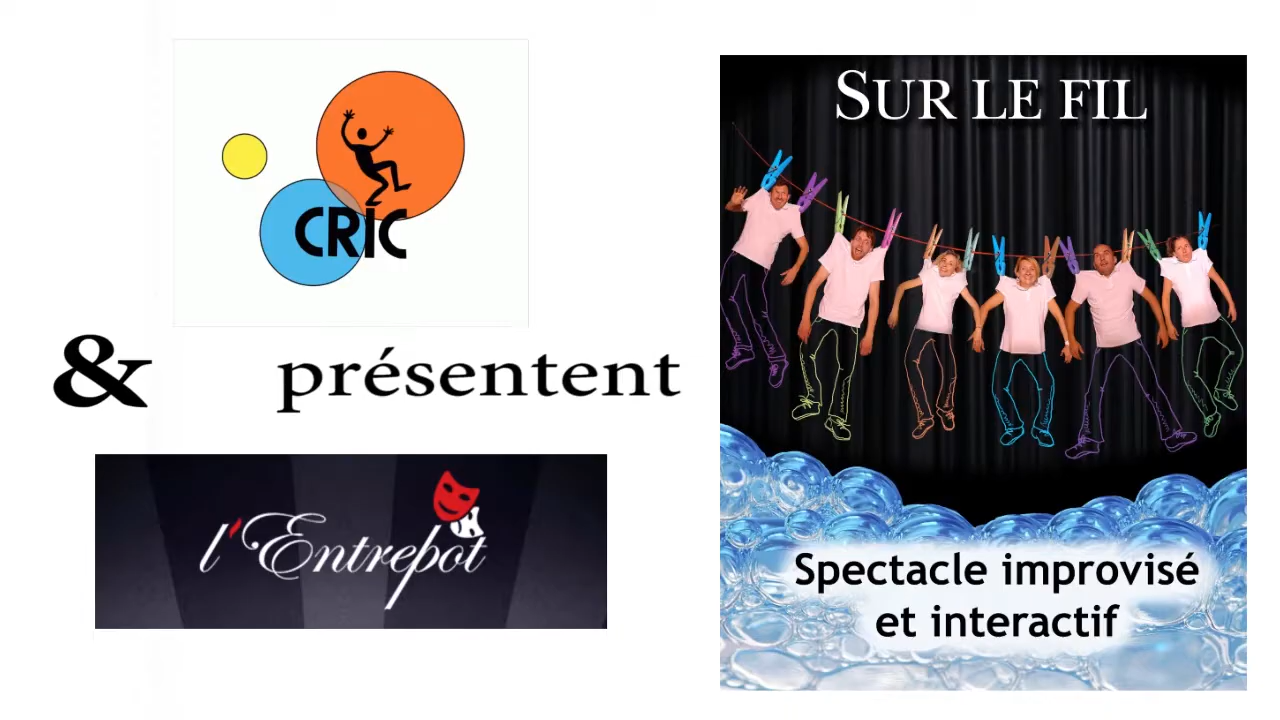 CRIC
&
présentent
l'Entrepot
SUR LE FIL
Spectacle improvisé
et interactif